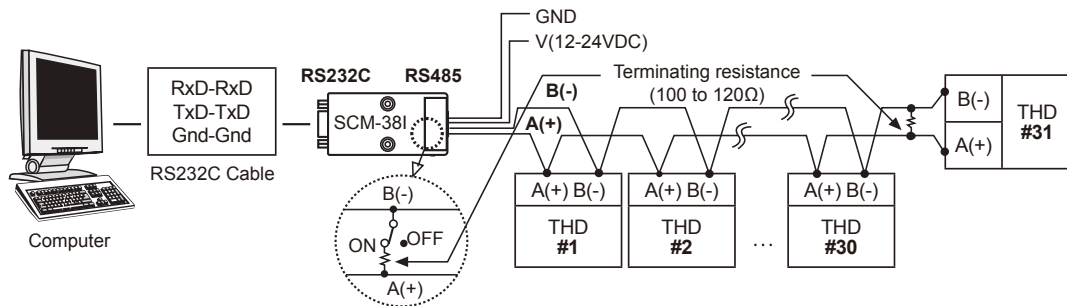 GND
V(12-24VDC)
RS232C RS485
Terminating resistance
(100 to 120Ω)
RxD-RxD
TxD-TxD
Gnd-Gnd
RS232C Cable
SCM-38I
B(-)
A(+)
B(-)
A(+)
THD
#31
Computer
B(-)
ON
OFF
A(+)
A(+) B(-)
THD
#1
A(+) B(-)
THD
#2
...
A(+) B(-)
THD
#30